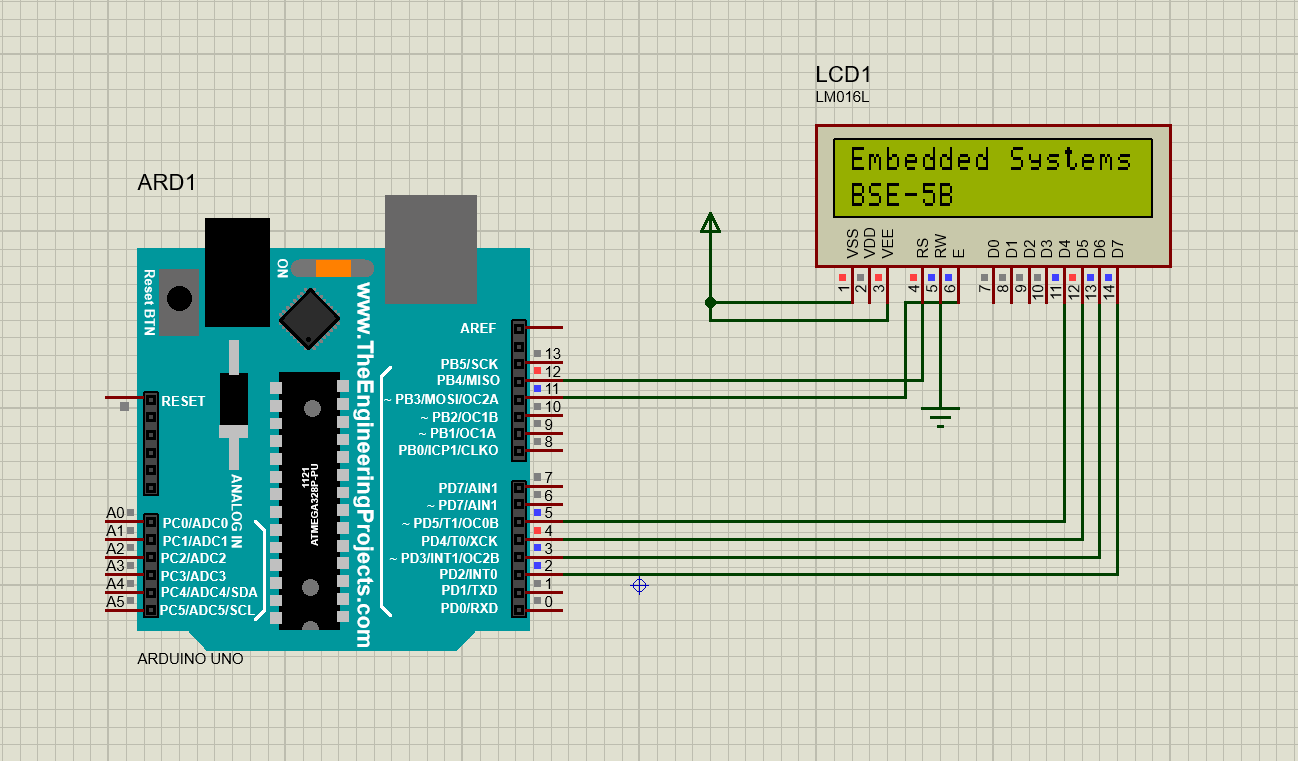 LCD1
LM016L
Embedded Systems
BSE-5B
VSS VDD VEE RS RW E D0 D1 D2 D3 D4 D5 D6 D7
1 2 3 4 5 6 7 8 9 10 11 12 13 14
ARD1
ON
Reset BTN
www.TheEngineeringProjects.com
RESET
ANALOG IN
1121
ATMEGA328P-PU
AREF
PB5/SCK 13
PB4/MISO 12
~ PB3/MOSI/OC2A 11
~ PB2/OC1B 10
~ PB1/OC1A 9
PB0/ICP1/CLKO 8
PD7/AIN1 7
~ PD7/AIN1 6
~ PD5/T1/OC0B 5
PD4/T0/XCK 4
~ PD3/INT1/OC2B 3
PD2/INT0 2
PD1/TXD 1
PD0/RXD 0
A0 PC0/ADC0
A1 PC1/ADC1
A2 PC2/ADC2
A3 PC3/ADC3
A4 PC4/ADC4/SDA
A5 PC5/ADC5/SCL
ARDUINO UNO